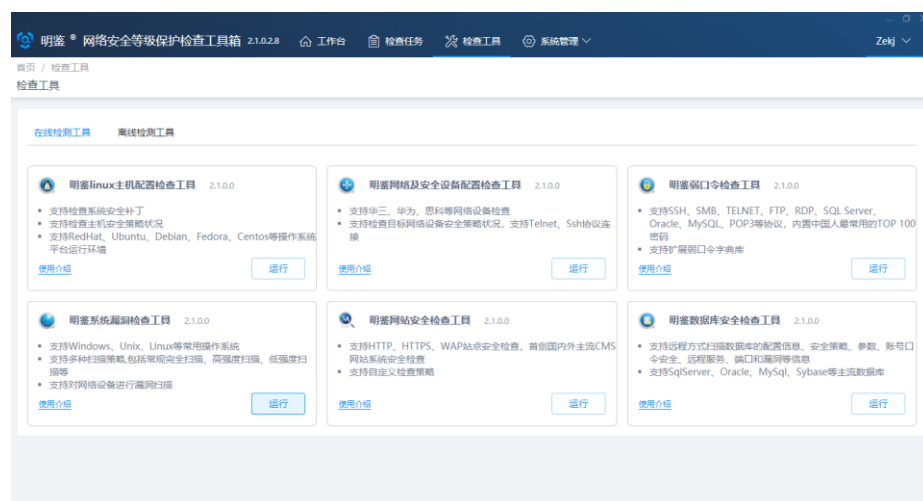 明鉴 ® 网络安全等级保护检查工具箱 2.1.0.2.8 工作台 检查任务 检查工具 系统管理 Zekj
首页 / 检查工具
检查工具
在线检测工具 离线检测工具
明鉴linux主机配置检查工具 2.1.0.0
支持检查系统安全补丁
支持检查主机安全策略状况
支持RedHat、Ubuntu、Debian、Fedora、Centos等操作系统
平台运行环境
使用介绍 运行
明鉴网络及安全设备配置检查工具 2.1.0.0
支持华三、华为、思科等网络设备检查
支持检查目标网络设备安全策略状况，支持Telnet、Ssh协议连
接
使用介绍 运行
明鉴弱口令检查工具 2.1.0.0
支持SSH、SMB、TELNET、FTP、RDP、SQL Server、
Oracle、MySQL、POP3等协议，内置中国人最常用的TOP 100
密码
支持扩展弱口令字典库
使用介绍 运行
明鉴系统漏洞检查工具 2.1.0.0
支持Windows、Unix、Linux等常用操作系统
支持多种扫描策略,包括常规完全扫描、高强度扫描、低强度扫
描等
支持对网络设备进行漏洞扫描
使用介绍 运行
明鉴网站安全检查工具 2.1.0.0
支持HTTP、HTTPS、WAP站点安全检查，首创国内外主流CMS
网站系统安全检查
支持自定义检查策略
使用介绍 运行
明鉴数据库安全检查工具 2.1.0.0
支持远程方式扫描数据库的配置信息、安全策略、参数、账号口
令安全、远程服务、端口和漏洞等信息
支持SqlServer、Oracle、MySql、Sybase等主流数据库
使用介绍 运行